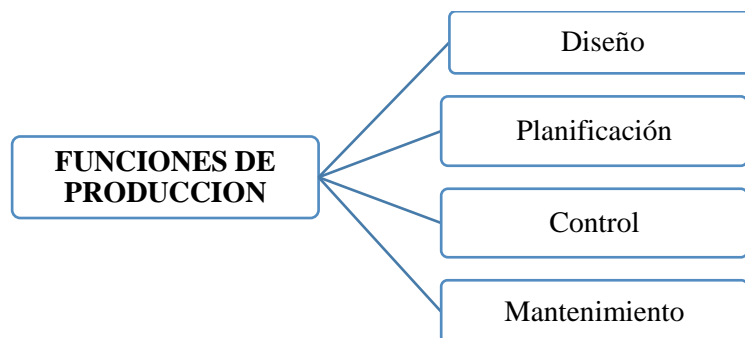 FUNCIONES DE
PRODUCCION
Diseño
Planificación
Control
Mantenimiento